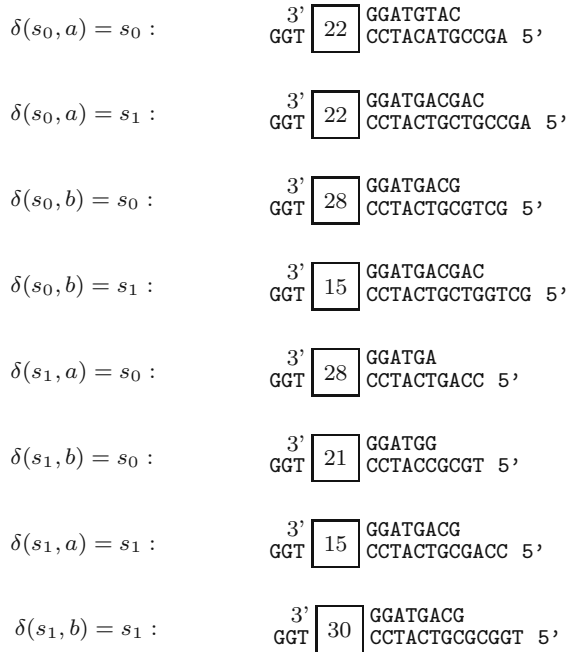 δ(s₀, a) = s₀ : 3’ 22 GGATGTAC
GGT CCTACATGCCGA 5’
δ(s₀, a) = s₁ : 3’ 22 GGATGACGAC
GGT CCTACTGCTGCCGA 5’
δ(s₀, b) = s₀ : 3’ 28 GGATGACG
GGT CCTACTGCGTCG 5’
δ(s₀, b) = s₁ : 3’ 15 GGATGACGAC
GGT CCTACTGCTGGTCG 5’
δ(s₁, a) = s₀ : 3’ 28 GGATGA
GGT CCTACTGACC 5’
δ(s₁, b) = s₀ : 3’ 21 GGATGG
GGT CCTACCGCGT 5’
δ(s₁, a) = s₁ : 3’ 15 GGATGACG
GGT CCTACTGCGACC 5’
δ(s₁, b) = s₁ : 3’ 30 GGATGACG
GGT CCTACTGCGCGGT 5’